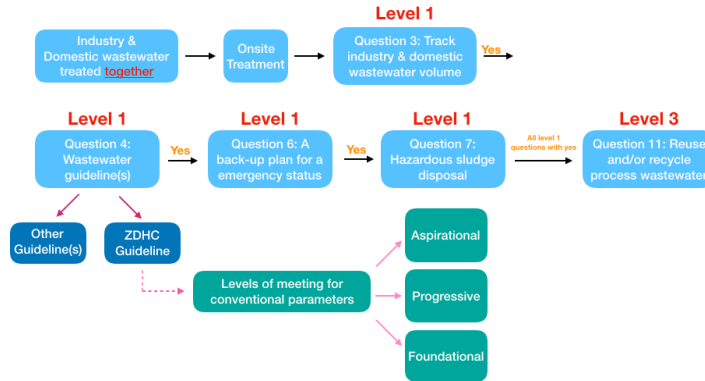 Level 1
Industry &
Domestic wastewater
treated together
Onsite
Treatment
Question 3: Track
industry & domestic
wastewater volume
Yes
Level 1
Level 1
Level 1
Level 3
Question 4:
Wastewater
guideline(s)
Yes
Question 6: A
back-up plan for a
emergency status
Yes
Question 7:
Hazardous sludge
disposal
All level 1
questions with yes
Question 11: Reuse
and/or recycle
process wastewater
Other
Guideline(s)
ZDHC
Guideline
Levels of meeting for
conventional parameters
Aspirational
Progressive
Foundational